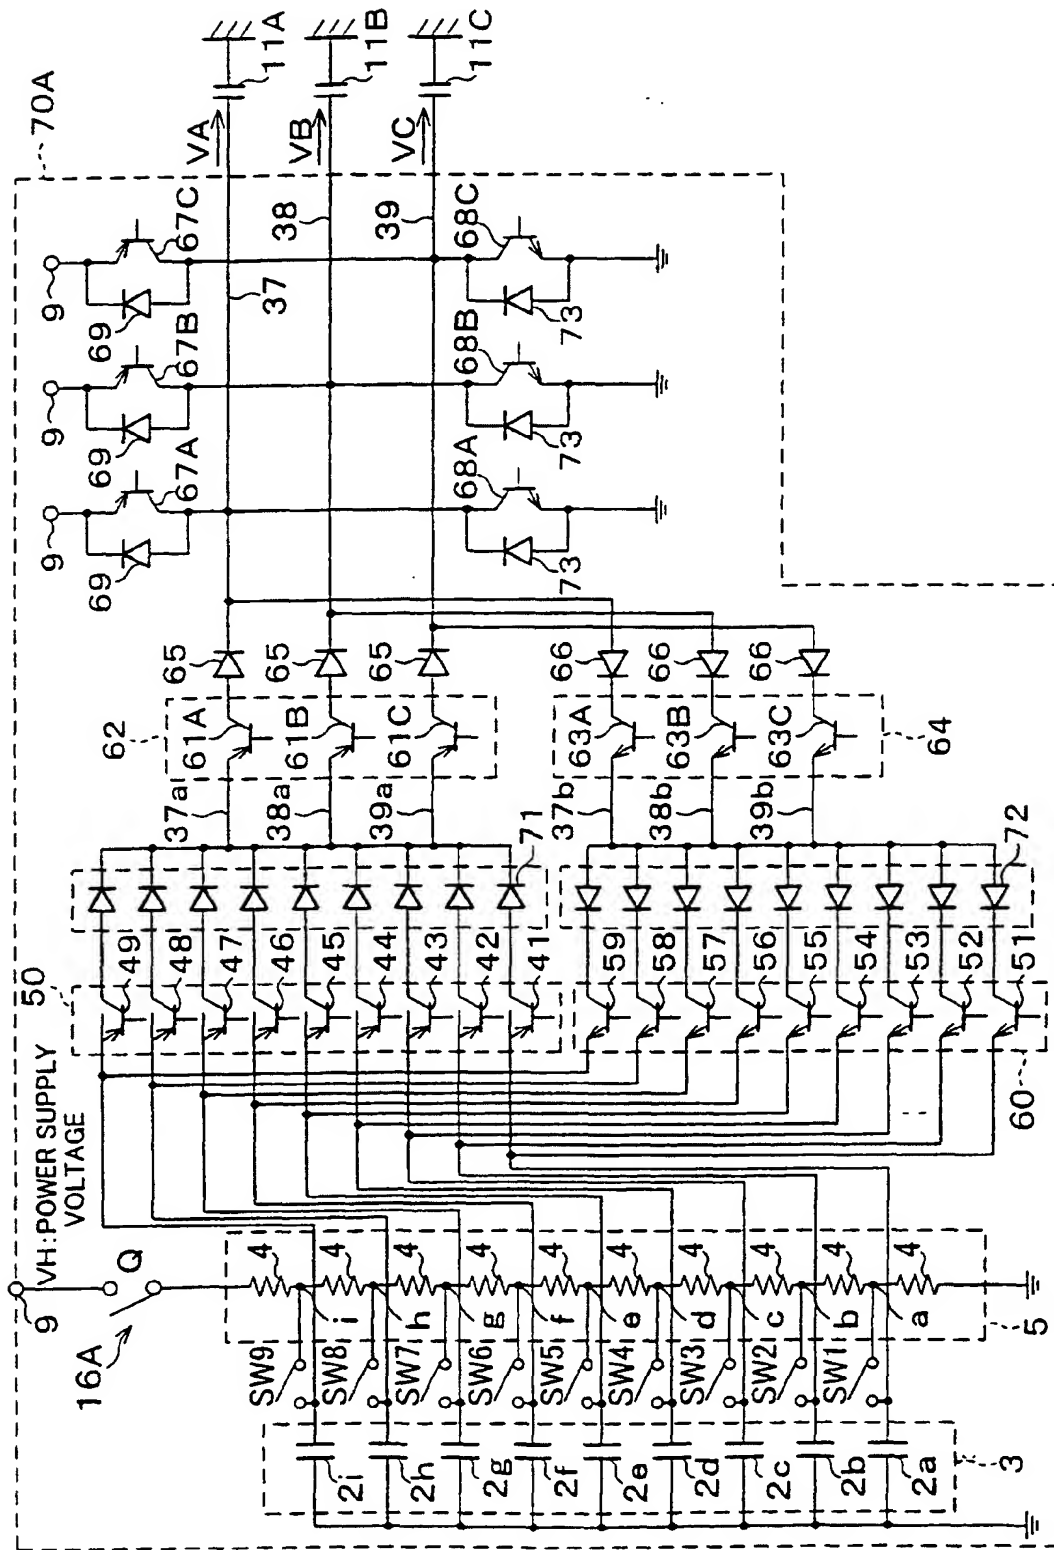 70A
VA
11A
VB
11B
VC
11C
9
69
67A
9
69
67B
9
69
67C
37
38
39
68A
73
68B
73
68C
73
62
37a
61A
65
38a
61B
65
39a
61C
65
37b
63A
66
38b
63B
66
39b
63C
66
64
50
49
48
47
46
45
44
43
42
41
71
59
58
57
56
55
54
53
52
51
72
60
9
VH:POWER SUPPLY
VOLTAGE
Q
16A
4
4
4
4
4
4
4
4
4
4
i
h
g
f
e
d
c
b
a
5
SW9
SW8
SW7
SW6
SW5
SW4
SW3
SW2
SW1
2i
2h
2g
2f
2e
2d
2c
2b
2a
3